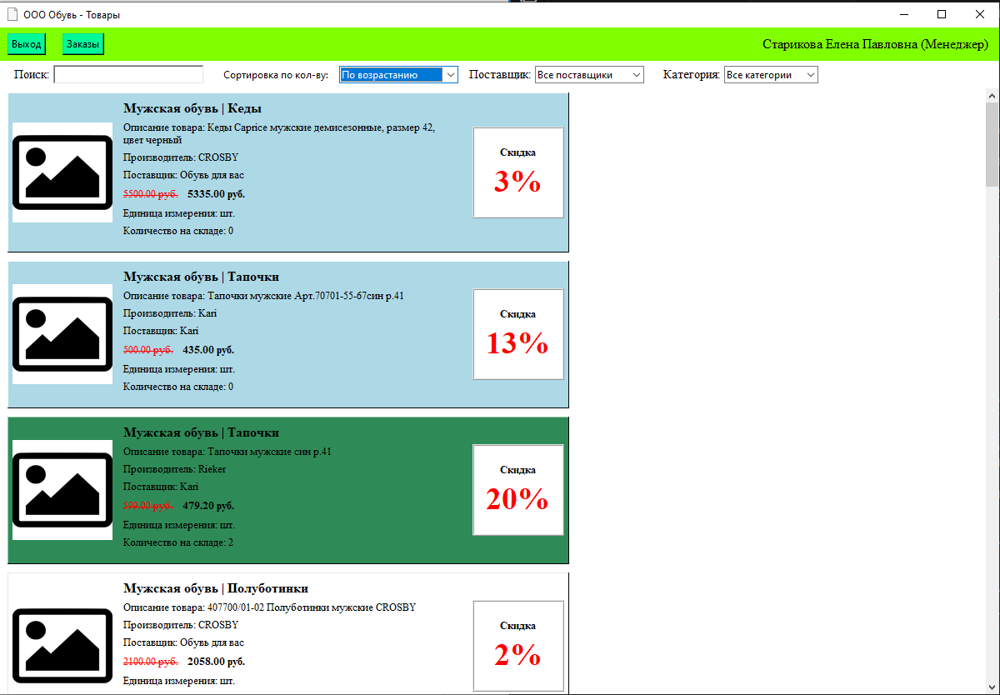 ООО Обувь - Товары
Выход
Заказы
Старикова Елена Павловна (Менеджер)
Поиск:
Сортировка по кол-ву:
По возрастанию
Поставщик:
Все поставщики
Категория:
Все категории
Мужская обувь | Кеды
Описание товара: Кеды Caprice мужские демисезонные, размер 42,
цвет черный
Производитель: CROSBY
Поставщик: Обувь для вас
5500.00 руб. 5335.00 руб.
Единица измерения: шт.
Количество на складе: 0
Скидка
3%
Мужская обувь | Тапочки
Описание товара: Тапочки мужские Арт.70701-55-67син р.41
Производитель: Kari
Поставщик: Kari
500.00 руб. 435.00 руб.
Единица измерения: шт.
Количество на складе: 0
Скидка
13%
Мужская обувь | Тапочки
Описание товара: Тапочки мужские син р.41
Производитель: Rieker
Поставщик: Kari
599.00 руб. 479.20 руб.
Единица измерения: шт.
Количество на складе: 2
Скидка
20%
Мужская обувь | Полуботинки
Описание товара: 407700/01-02 Полуботинки мужские CROSBY
Производитель: CROSBY
Поставщик: Обувь для вас
2100.00 руб. 2058.00 руб.
Единица измерения: шт.
Скидка
2%